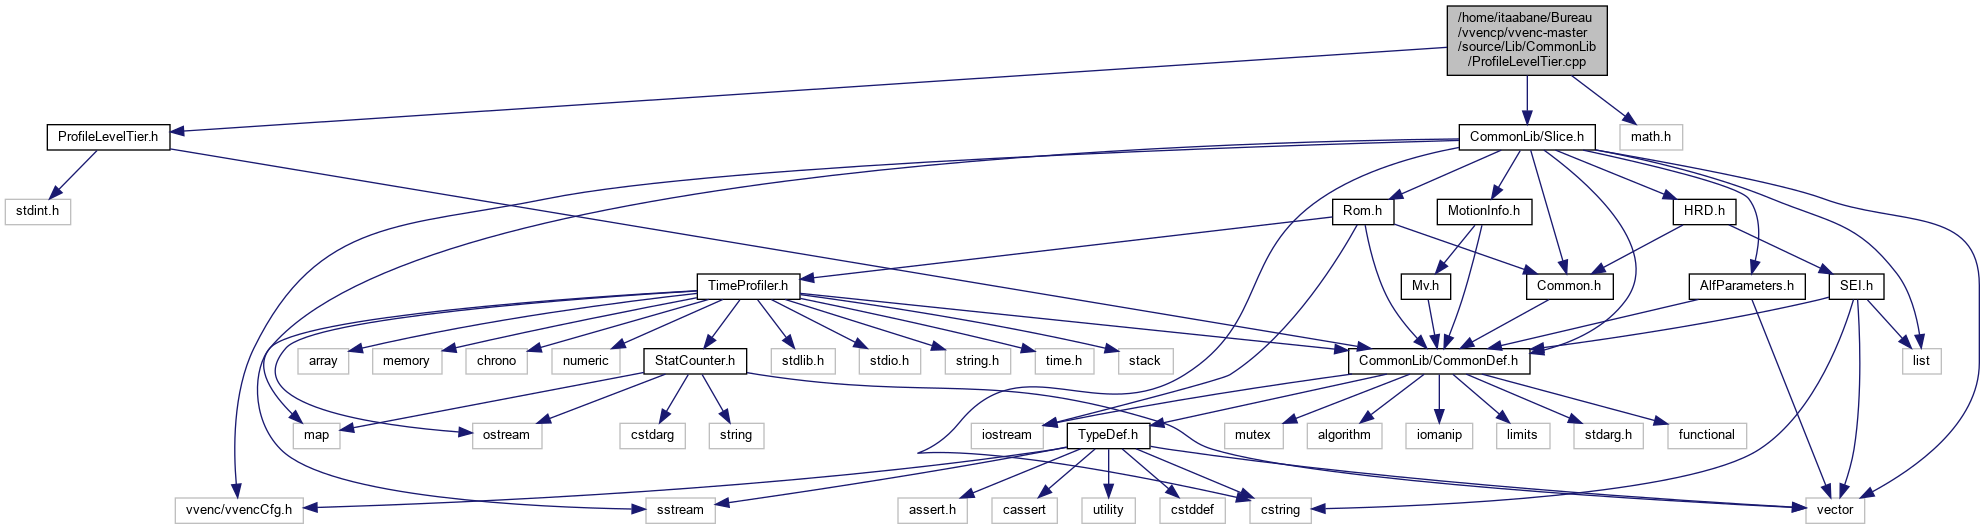 /home/itaabane/Bureau
/vvencp/vvenc-master
/source/Lib/CommonLib
/ProfileLevelTier.cpp
ProfileLevelTier.h
CommonLib/Slice.h
math.h
stdint.h
Rom.h
MotionInfo.h
HRD.h
TimeProfiler.h
Mv.h
Common.h
AlfParameters.h
SEI.h
array
memory
chrono
numeric
StatCounter.h
stdlib.h
stdio.h
string.h
time.h
stack
CommonLib/CommonDef.h
list
map
ostream
cstdarg
string
iostream
TypeDef.h
mutex
algorithm
iomanip
limits
stdarg.h
functional
vvenc/vvencCfg.h
sstream
assert.h
cassert
utility
cstddef
cstring
vector